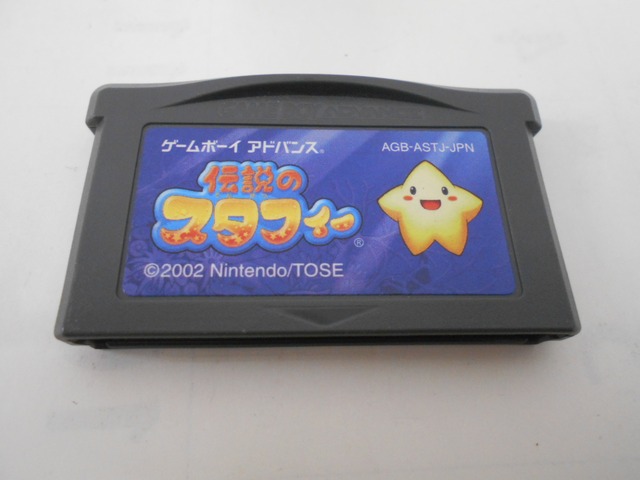 ゲームボーイ アドバンス®
AGB-ASTJ-JPN
伝説の
スタフィー®
©2002 Nintendo/TOSE